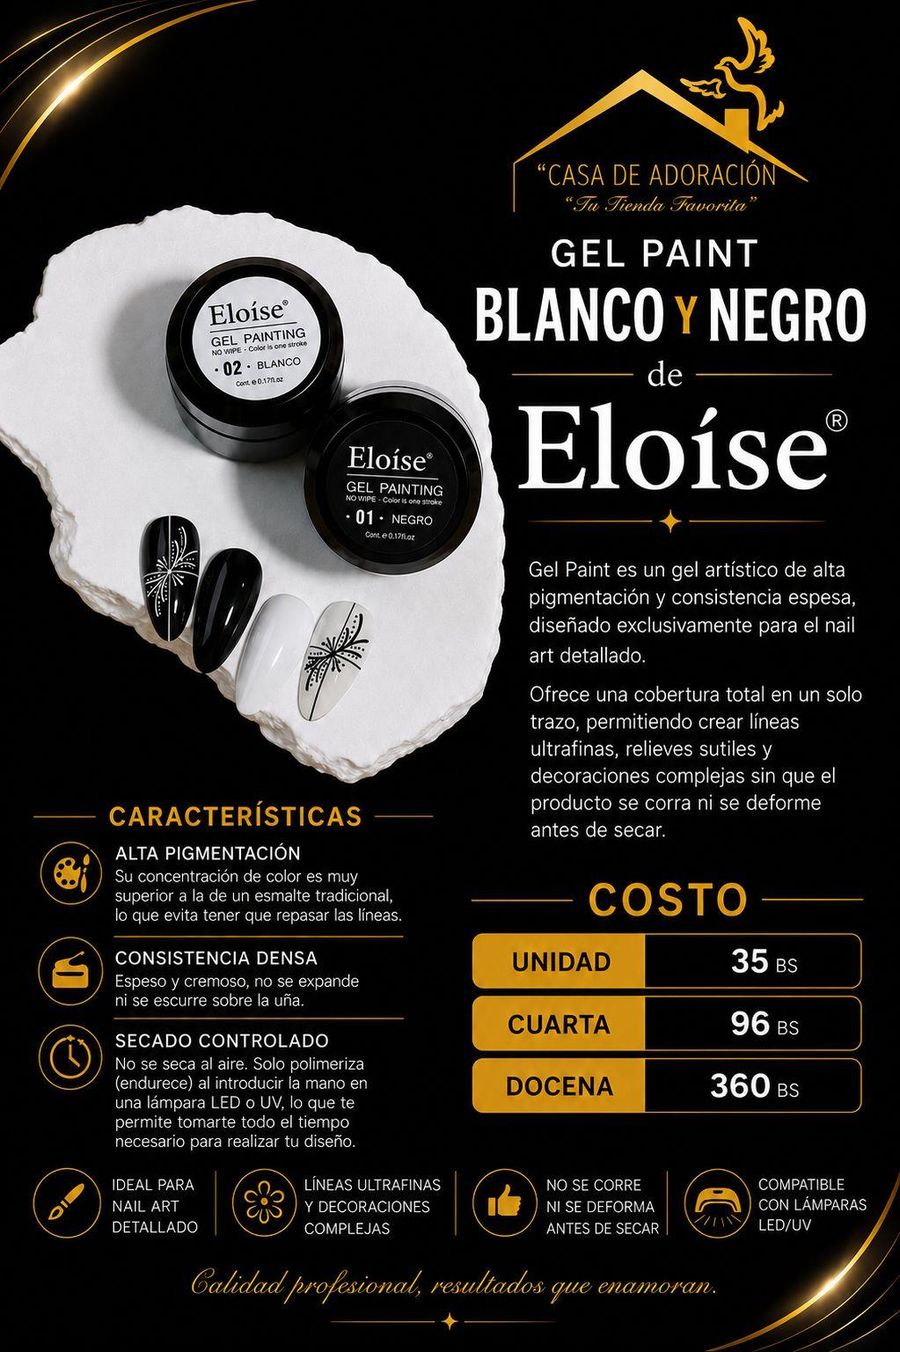 “CASA DE ADORACIÓN
“Tu Tienda Favorita”
GEL PAINT
BLANCO Y NEGRO
de
Eloíse®
Eloíse®
GEL PAINTING
NO WIPE - Color is one stroke
· 02 · BLANCO
Cont. e 0.17fl.oz
Eloíse®
GEL PAINTING
NO WIPE - Color is one stroke
· 01 · NEGRO
Cont. e 0.17fl.oz
Gel Paint es un gel artístico de alta
pigmentación y consistencia espesa,
diseñado exclusivamente para el nail
art detallado.
Ofrece una cobertura total en un solo
trazo, permitiendo crear líneas
ultrafinas, relieves sutiles y
decoraciones complejas sin que el
producto se corra ni se deforme
antes de secar.
CARACTERÍSTICAS
ALTA PIGMENTACIÓN
Su concentración de color es muy
superior a la de un esmalte tradicional,
lo que evita tener que repasar las líneas.
CONSISTENCIA DENSA
Espeso y cremoso, no se expande
ni se escurre sobre la uña.
SECADO CONTROLADO
No se seca al aire. Solo polimeriza
(endurece) al introducir la mano en
una lámpara LED o UV, lo que te
permite tomarte todo el tiempo
necesario para realizar tu diseño.
COSTO
UNIDAD 35 BS
CUARTA 96 BS
DOCENA 360 BS
IDEAL PARA
NAIL ART
DETALLADO
LÍNEAS ULTRAFINAS
Y DECORACIONES
COMPLEJAS
NO SE CORRE
NI SE DEFORMA
ANTES DE SECAR
COMPATIBLE
CON LÁMPARAS
LED/UV
Calidad profesional, resultados que enamoran.